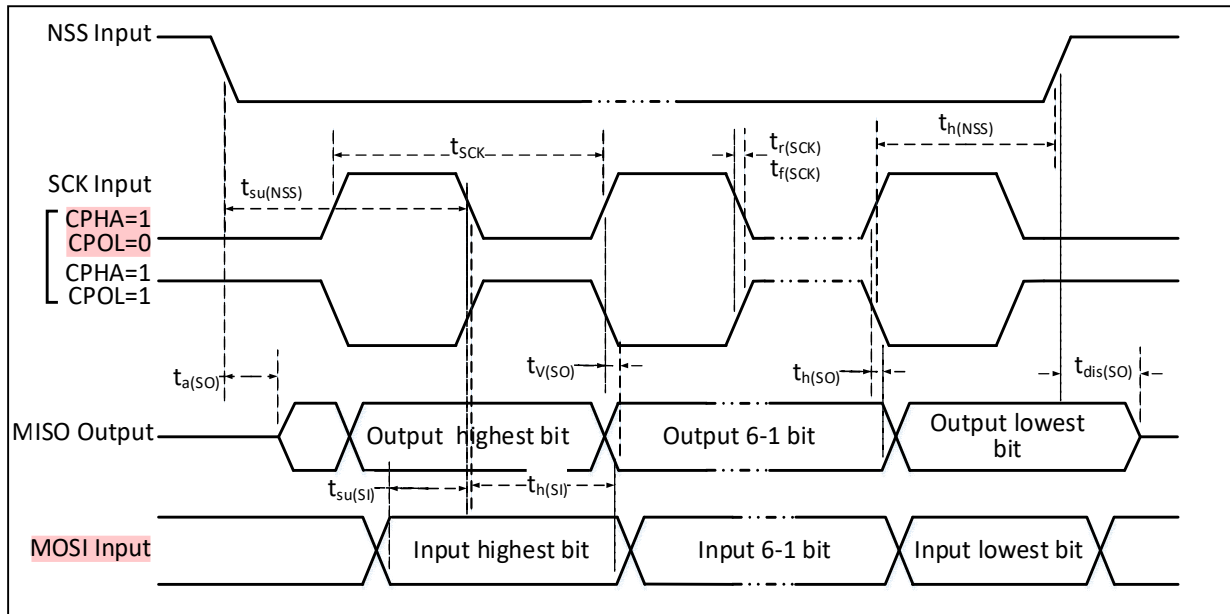 NSS Input
th(NSS)
tSCK
tr(SCK)
tf(SCK)
SCK Input
tsu(NSS)
CPHA=1
CPOL=0
CPHA=1
CPOL=1
ta(SO)
tV(SO)
th(SO)
tdis(SO)
MISO Output
Output highest bit
Output 6-1 bit
Output lowest
bit
tsu(SI)
th(SI)
MOSI Input
Input highest bit
Input 6-1 bit
Input lowest bit